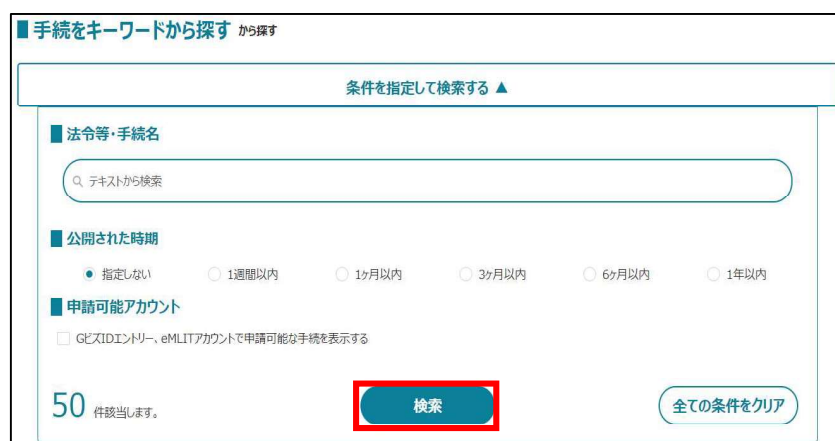 手続をキーワードから探す から探す
条件を指定して検索する ▲
法令等・手続名
テキストから検索
公開された時期
指定しない 1週間以内 1ヶ月以内 3ヶ月以内 6ヶ月以内 1年以内
申請可能アカウント
GビズIDエントリー、eMLITアカウントで申請可能な手続を表示する
50 件該当します。 検索 全ての条件をクリア